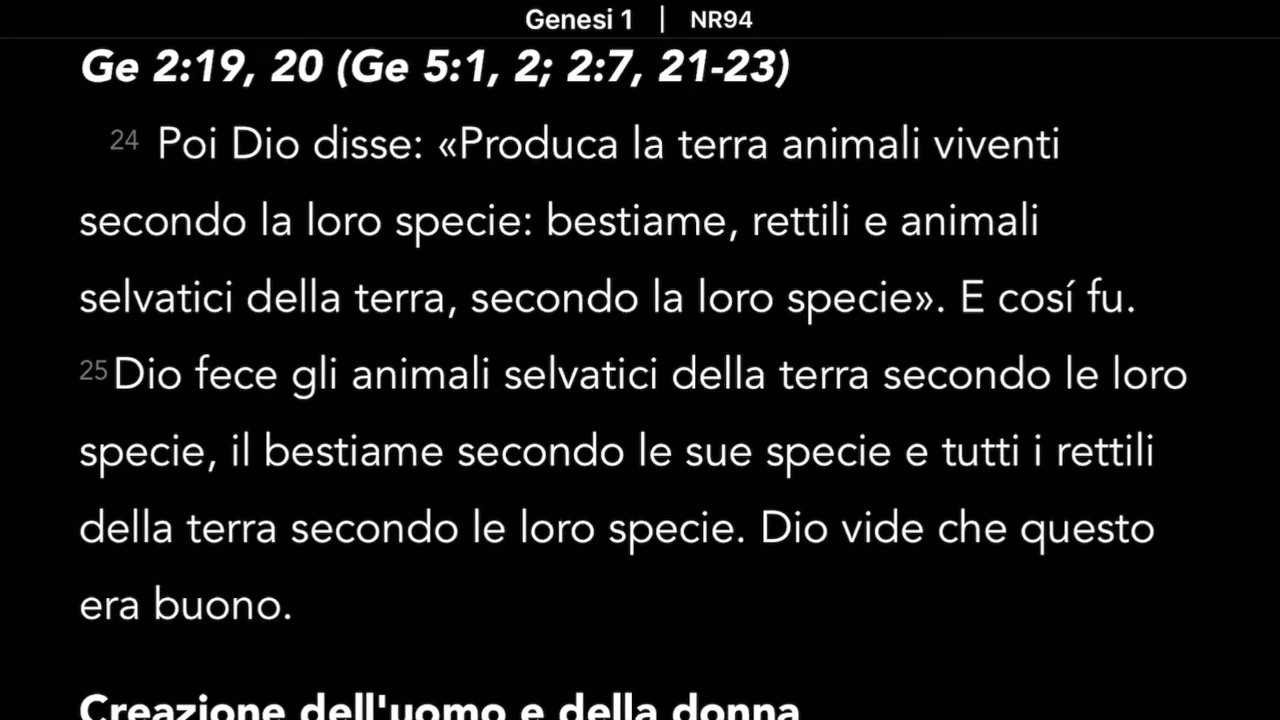 Genesi 1 | NR94
Ge 2:19, 20 (Ge 5:1, 2; 2:7, 21-23)
24 Poi Dio disse: «Produca la terra animali viventi
secondo la loro specie: bestiame, rettili e animali
selvatici della terra, secondo la loro specie». E cosí fu.
25 Dio fece gli animali selvatici della terra secondo le loro
specie, il bestiame secondo le sue specie e tutti i rettili
della terra secondo le loro specie. Dio vide che questo
era buono.
Creazione dell'uomo e della donna